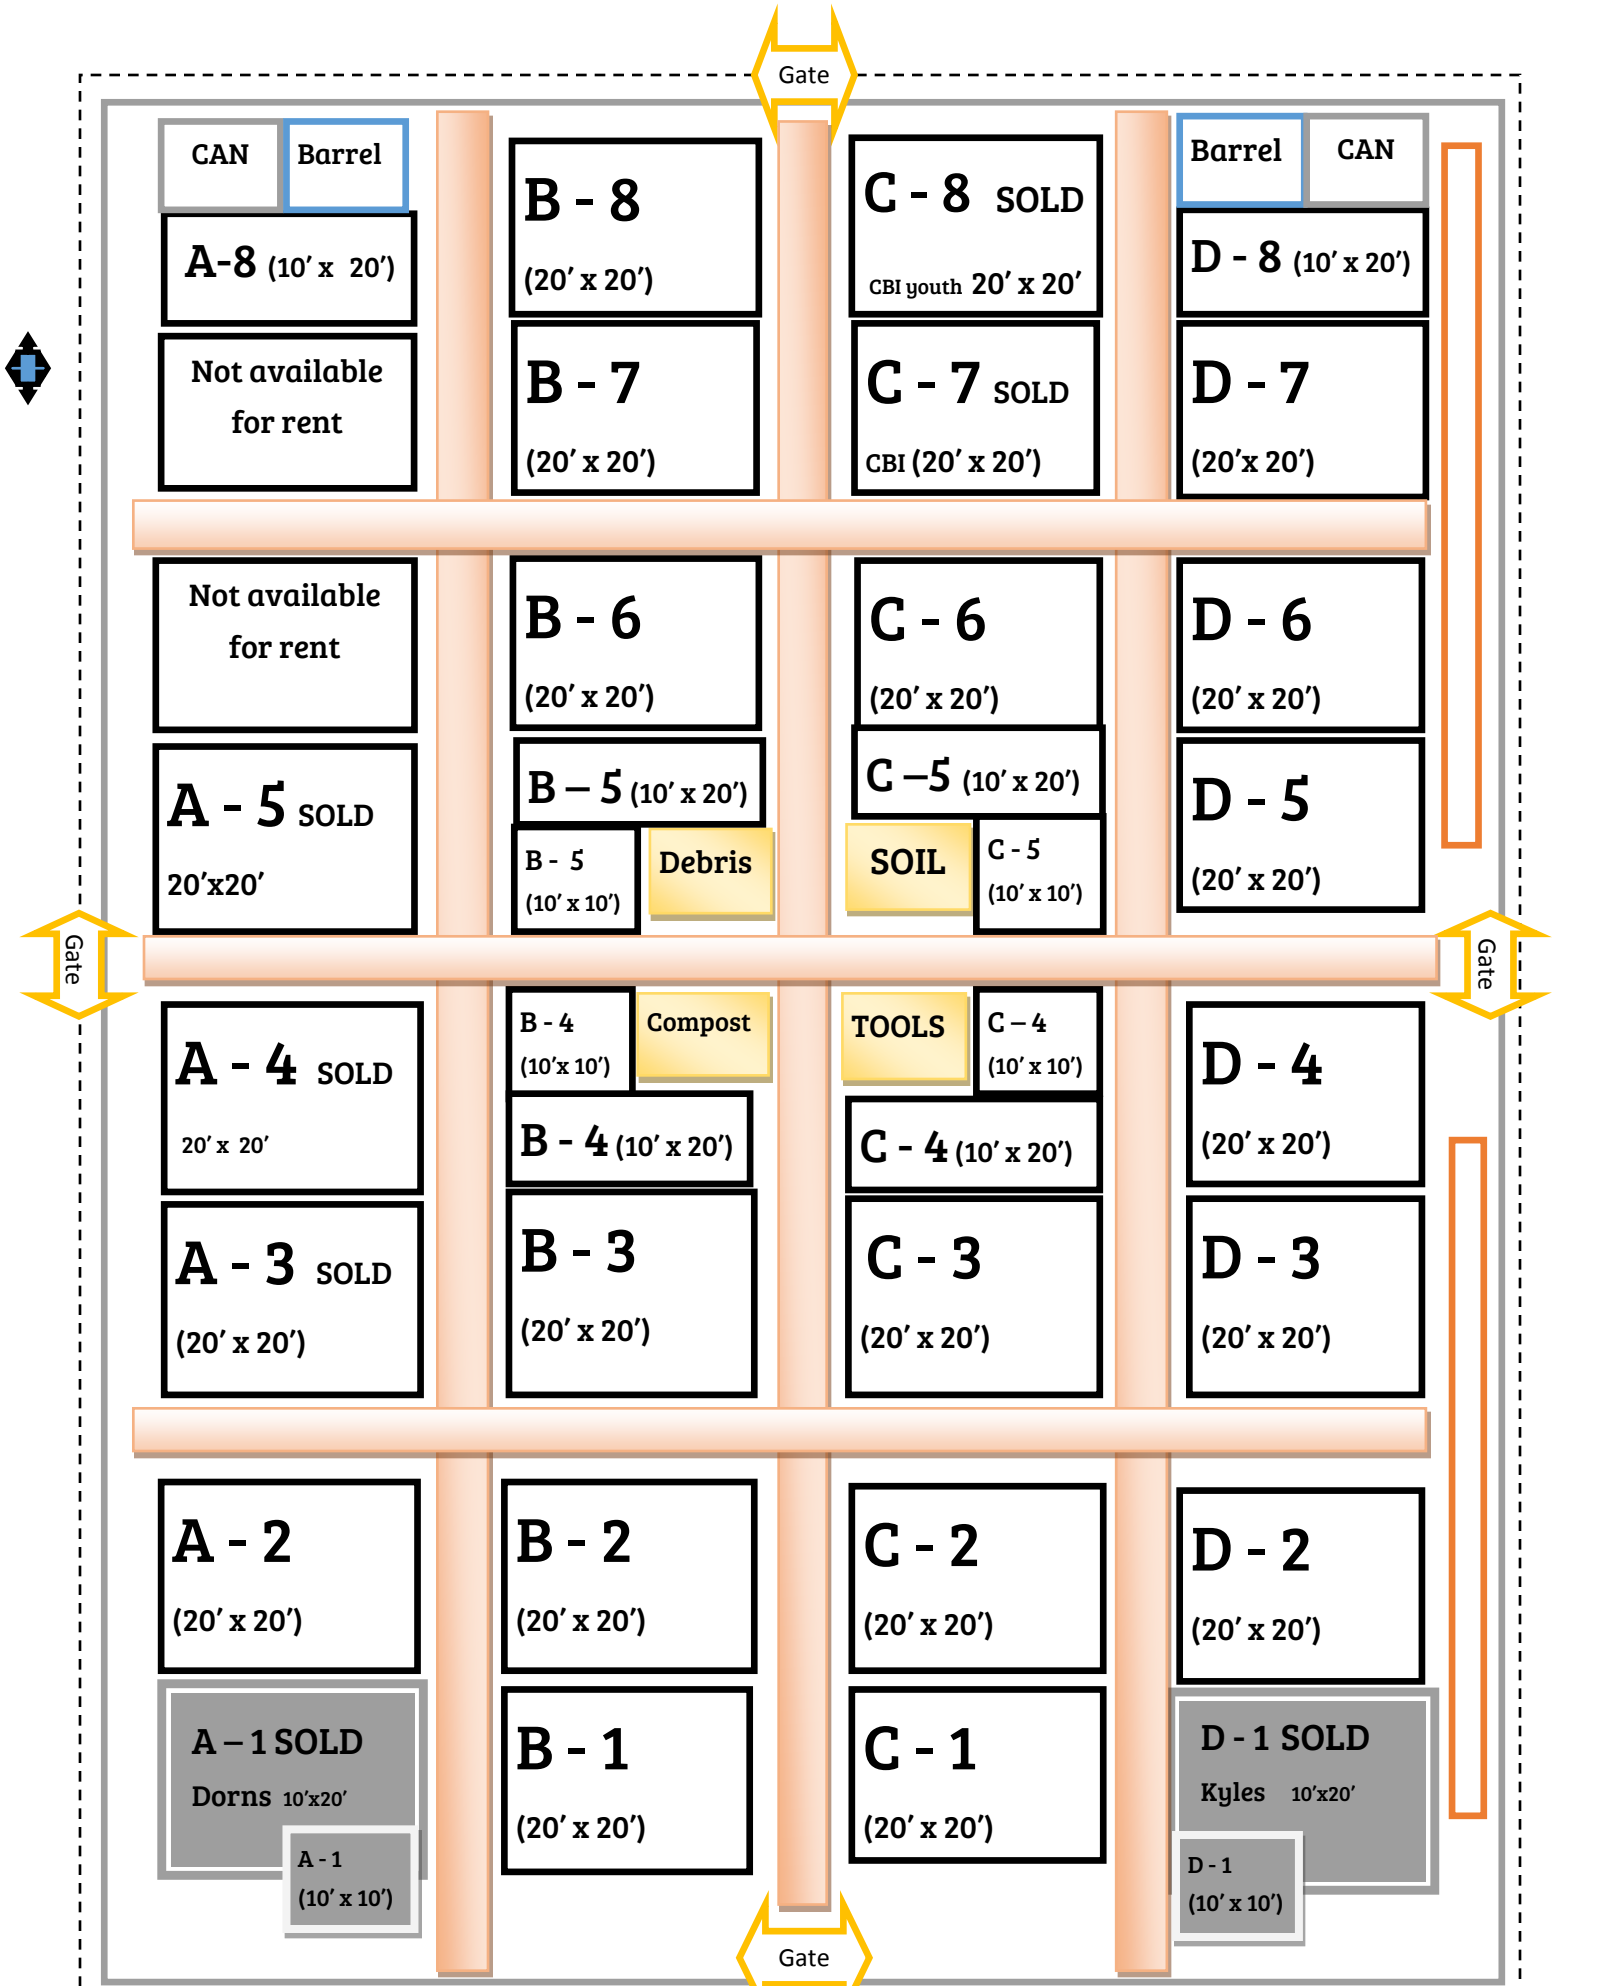 Gate
CAN
Barrel
B - 8
(20’ x 20’)
C - 8 SOLD
CBI youth 20’ x 20’
Barrel
CAN
A-8 (10’ x 20’)
D - 8 (10’ x 20’)
Not available
for rent
B - 7
(20’ x 20’)
C - 7 SOLD
CBI (20’ x 20’)
D - 7
(20’x 20’)
Not available
for rent
B - 6
(20’ x 20’)
C - 6
(20’ x 20’)
D - 6
(20’ x 20’)
A - 5 SOLD
20’x20’
B – 5 (10’ x 20’)
C –5 (10’ x 20’)
D - 5
(20’ x 20’)
B - 5
(10’ x 10’)
Debris
SOIL
C - 5
(10’ x 10’)
Gate
Gate
A - 4 SOLD
20’ x 20’
B - 4
(10’x 10’)
Compost
TOOLS
C – 4
(10’ x 10’)
D - 4
(20’ x 20’)
B - 4 (10’ x 20’)
C - 4 (10’ x 20’)
A - 3 SOLD
(20’ x 20’)
B - 3
(20’ x 20’)
C - 3
(20’ x 20’)
D - 3
(20’ x 20’)
A - 2
(20’ x 20’)
B - 2
(20’ x 20’)
C - 2
(20’ x 20’)
D - 2
(20’ x 20’)
A – 1 SOLD
Dorns 10’x20’
A - 1
(10’ x 10’)
B - 1
(20’ x 20’)
C - 1
(20’ x 20’)
D - 1 SOLD
Kyles 10’x20’
D - 1
(10’ x 10’)
Gate